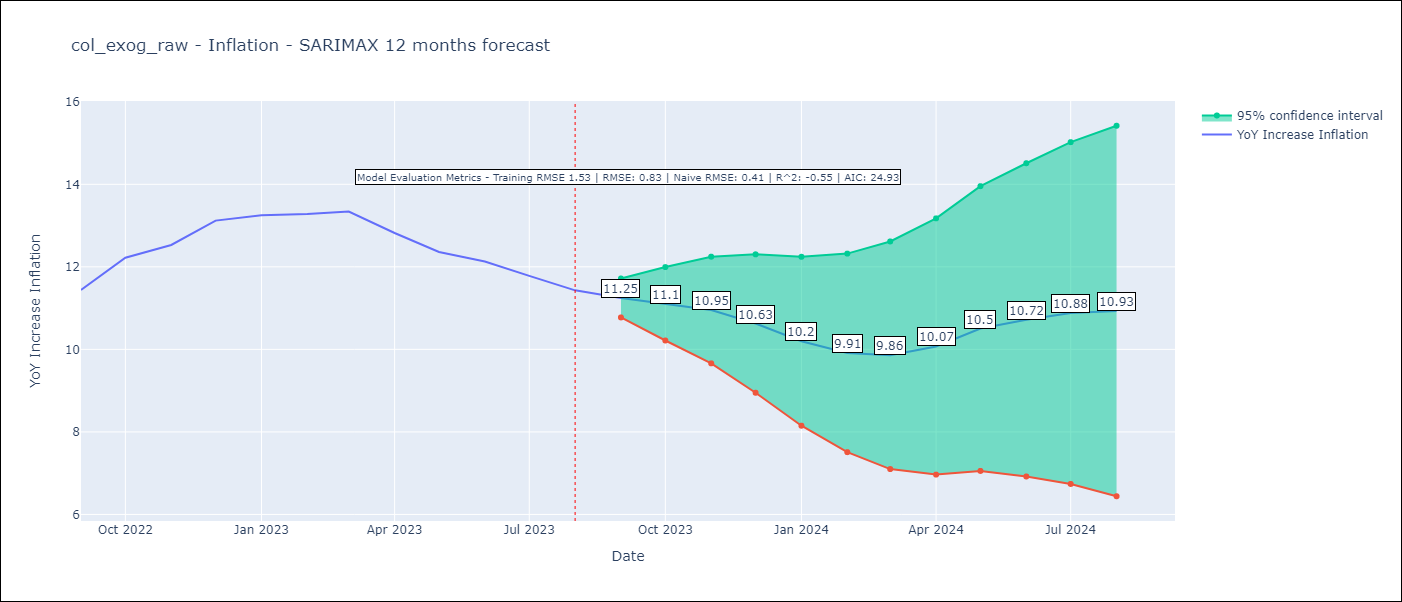 col_exog_raw - Inflation - SARIMAX 12 months forecast
16
14
12
10
8
6
YoY Increase Inflation
Model Evaluation Metrics - Training RMSE 1.53 | RMSE: 0.83 | Naive RMSE: 0.41 | R^2: -0.55 | AIC: 24.93
11.25
11.1
10.95
10.63
10.2
9.91
9.86
10.07
10.5
10.72
10.88
10.93
Oct 2022
Jan 2023
Apr 2023
Jul 2023
Oct 2023
Jan 2024
Apr 2024
Jul 2024
Date
95% confidence interval
YoY Increase Inflation